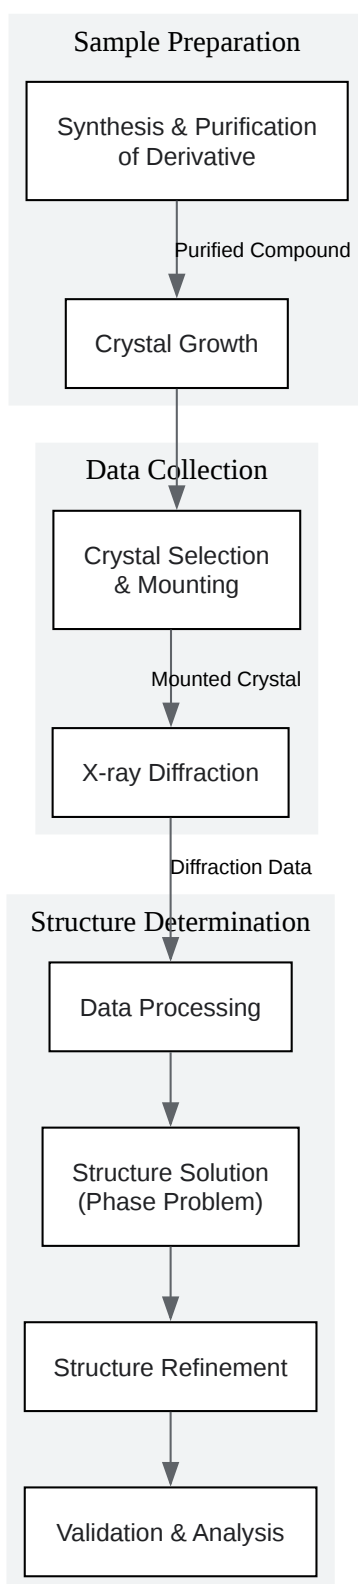 Sample Preparation
Synthesis & Purification
of Derivative
Purified Compound
Crystal Growth
Data Collection
Crystal Selection
& Mounting
Mounted Crystal
X-ray Diffraction
Diffraction Data
Structure Determination
Data Processing
Structure Solution
(Phase Problem)
Structure Refinement
Validation & Analysis